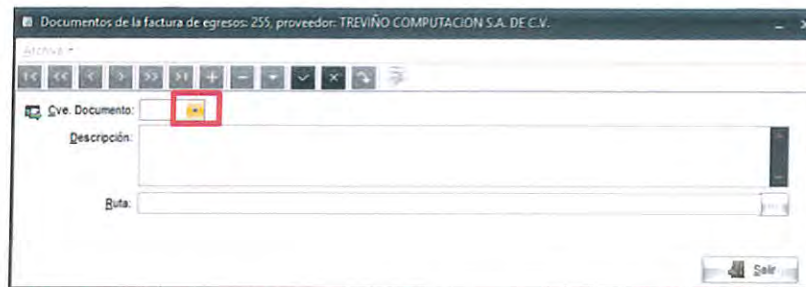 Documentos de la factura de egresos: 255, proveedor: TREVIÑO COMPUTACION S.A. DE C.V.
Archivo
Cve. Documento:
Descripción:
Ruta:
Salir